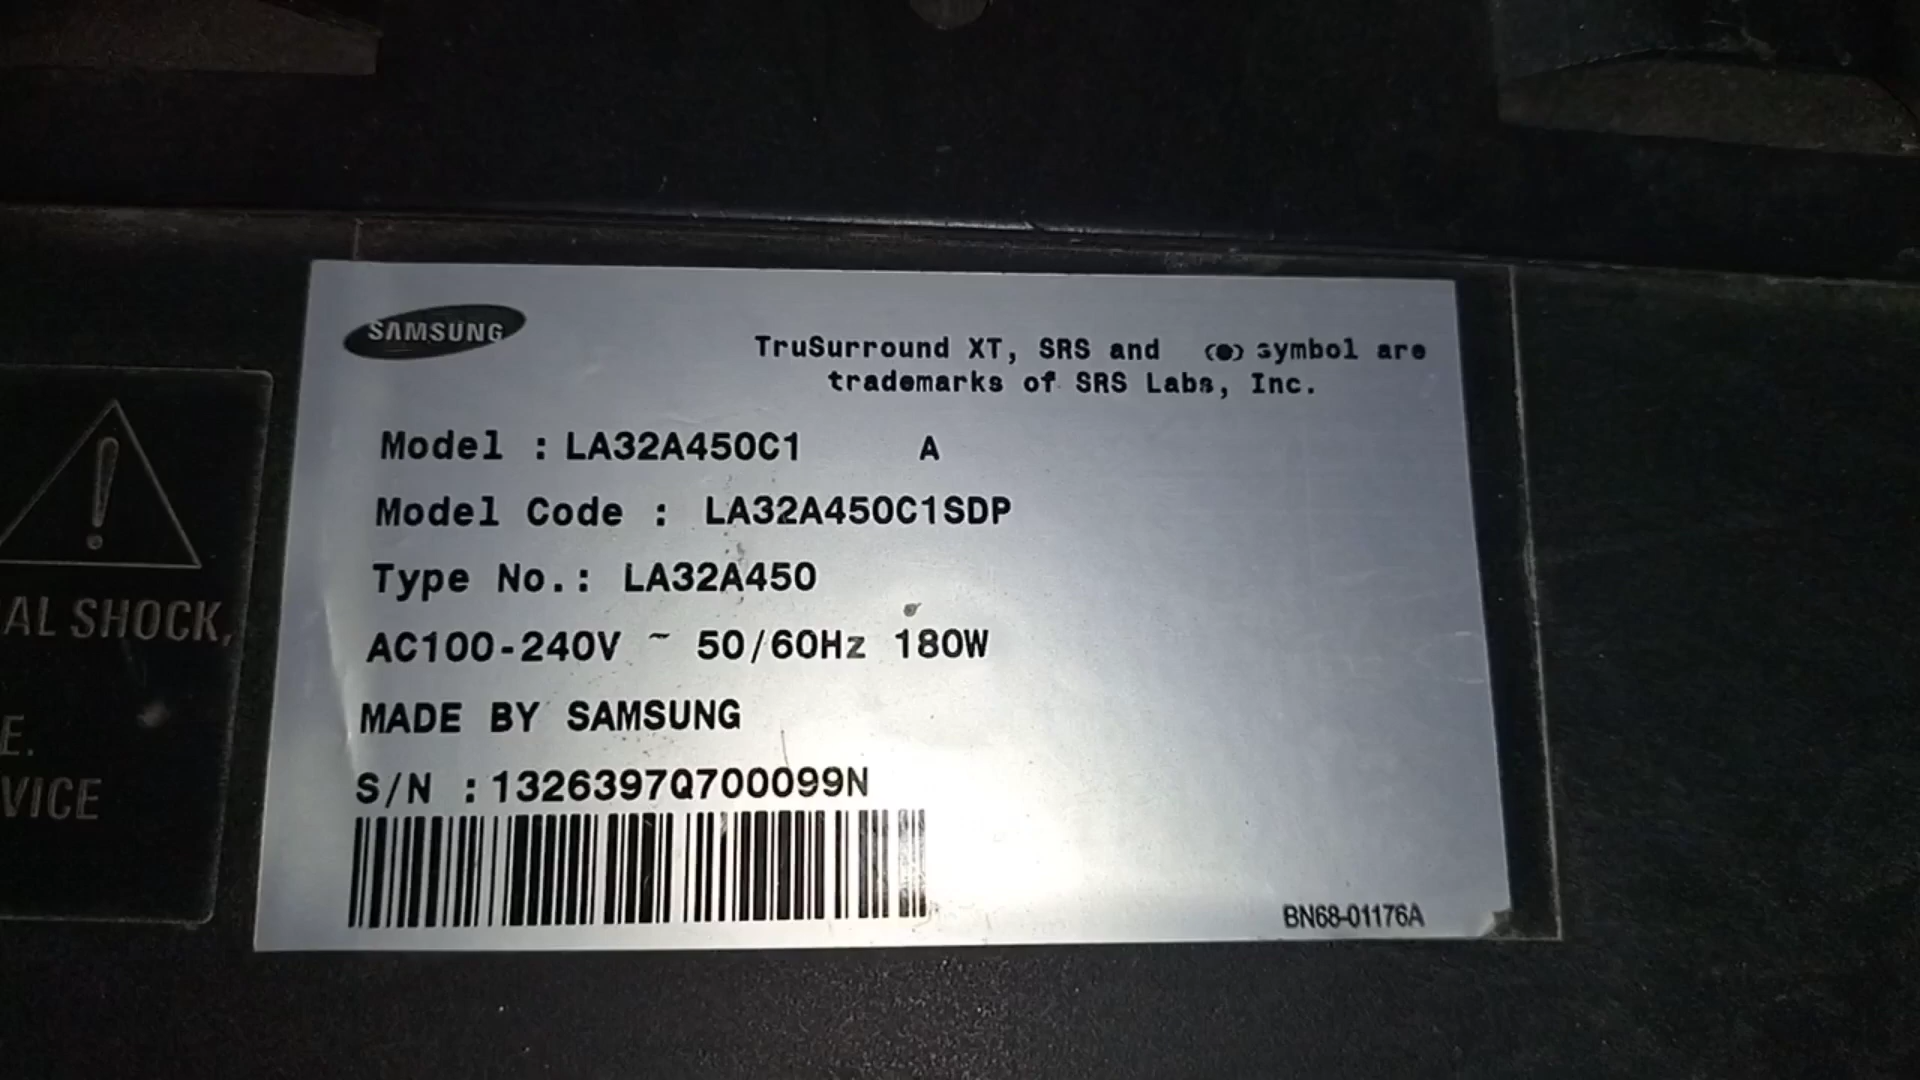 SAMSUNG
TruSurround XT, SRS and (●) symbol are
trademarks of SRS Labs, Inc.
Model : LA32A450C1 A
Model Code : LA32A450C1SDP
Type No.: LA32A450
AC100-240V ~ 50/60Hz 180W
MADE BY SAMSUNG
S/N : 1326397Q700099N
BN68-01176A
AL SHOCK,
E.
VICE